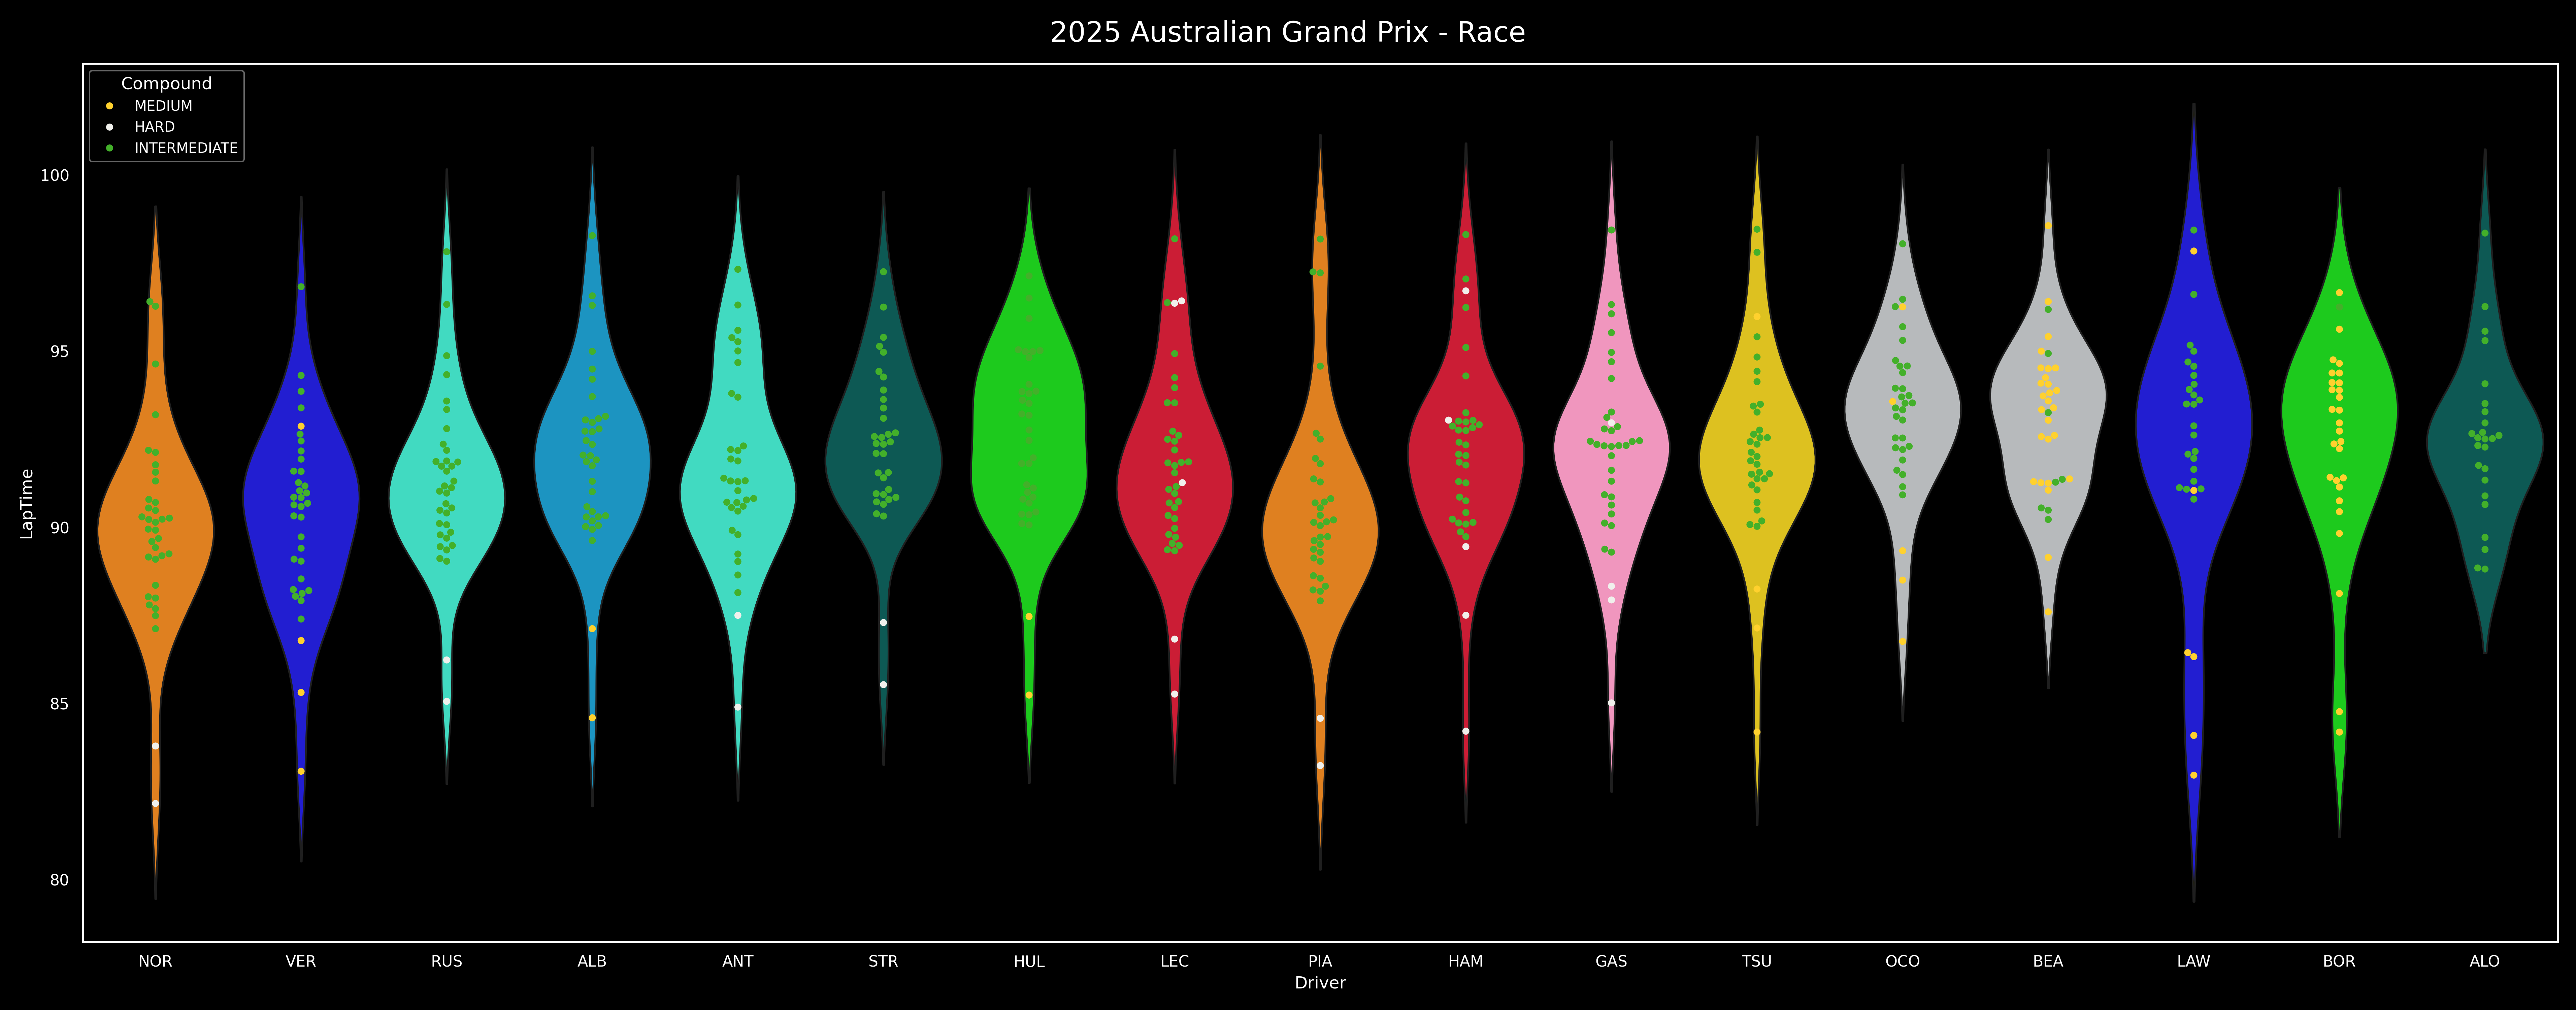 2025 Australian Grand Prix - Race
Compound
MEDIUM
HARD
INTERMEDIATE
100
95
90
85
80
LapTime
NOR VER RUS ALB ANT STR HUL LEC PIA HAM GAS TSU OCO BEA LAW BOR ALO
Driver